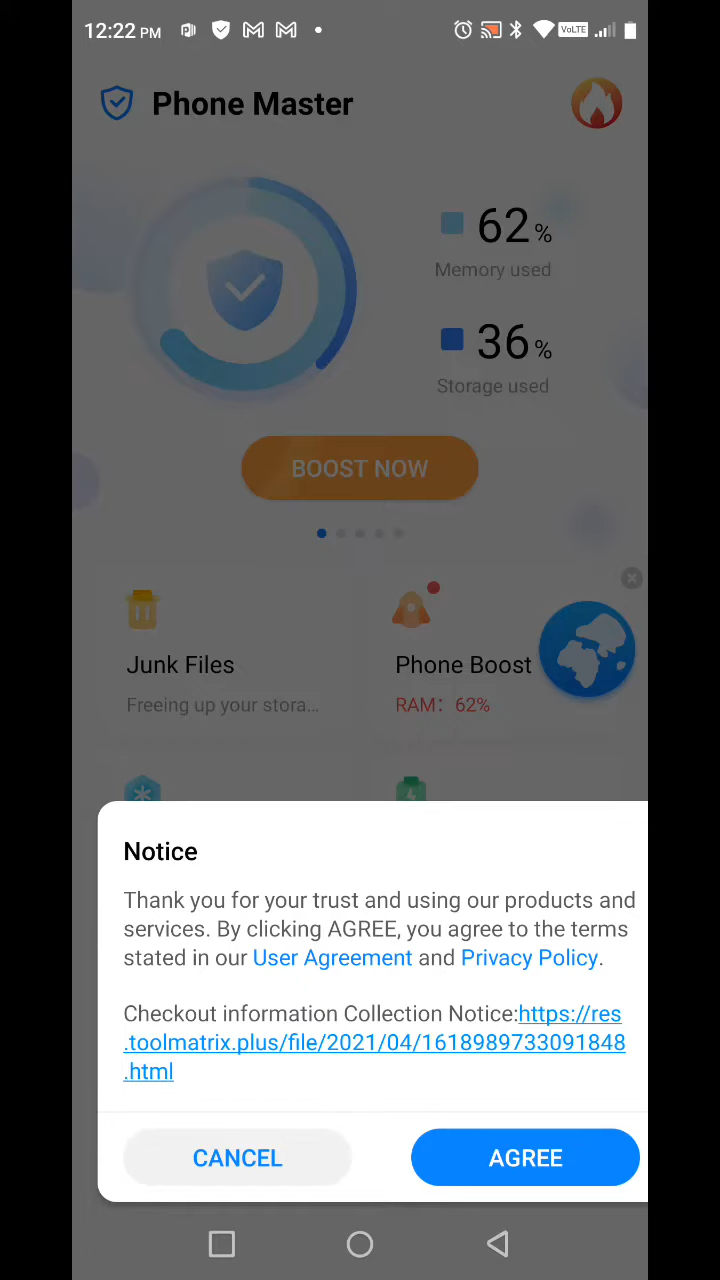 12:22 PM
VoLTE
Phone Master
62%
Memory used
36%
Storage used
BOOST NOW
Junk Files
Freeing up your stora...
Phone Boost
RAM: 62%
Notice
Thank you for your trust and using our products and
services. By clicking AGREE, you agree to the terms
stated in our User Agreement and Privacy Policy.
Checkout information Collection Notice:https://res
.toolmatrix.plus/file/2021/04/1618989733091848
.html
CANCEL
AGREE